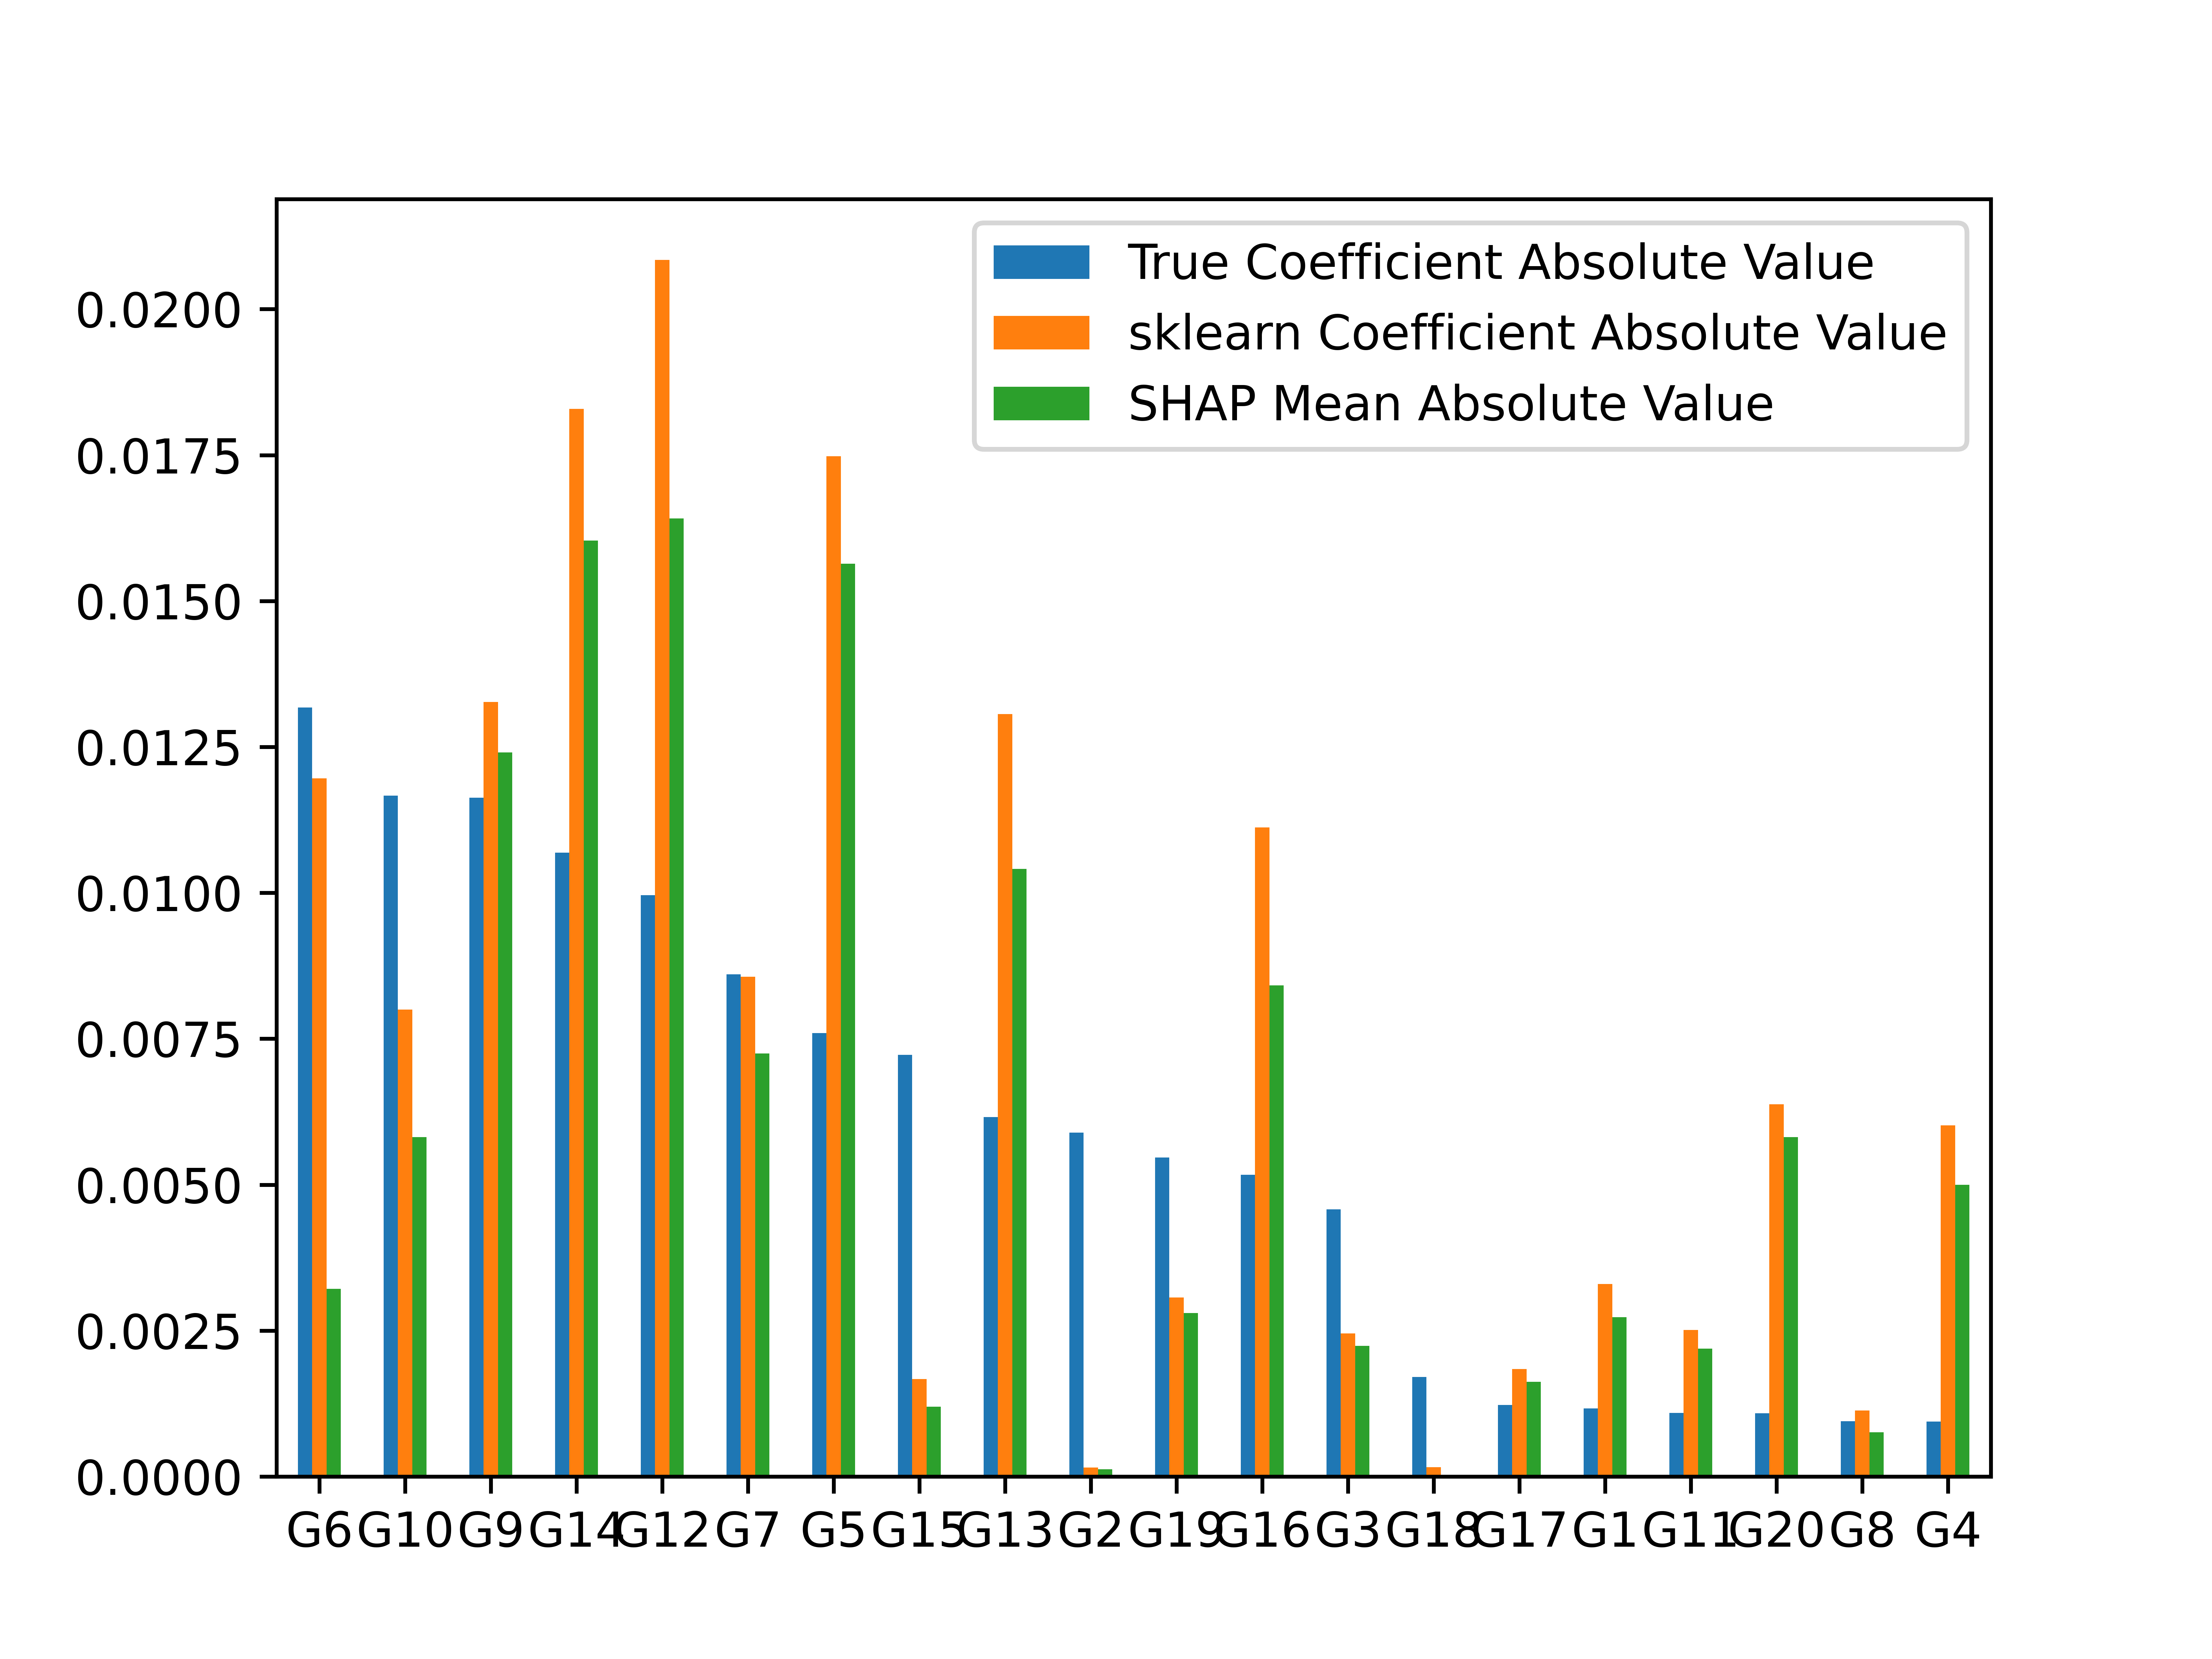 True Coefficient Absolute Value
sklearn Coefficient Absolute Value
SHAP Mean Absolute Value
0.0200
0.0175
0.0150
0.0125
0.0100
0.0075
0.0050
0.0025
0.0000
G6 G10 G9 G14 G12 G7 G5 G15 G13 G2 G19 G16 G3 G18 G17 G1 G11 G20 G8 G4